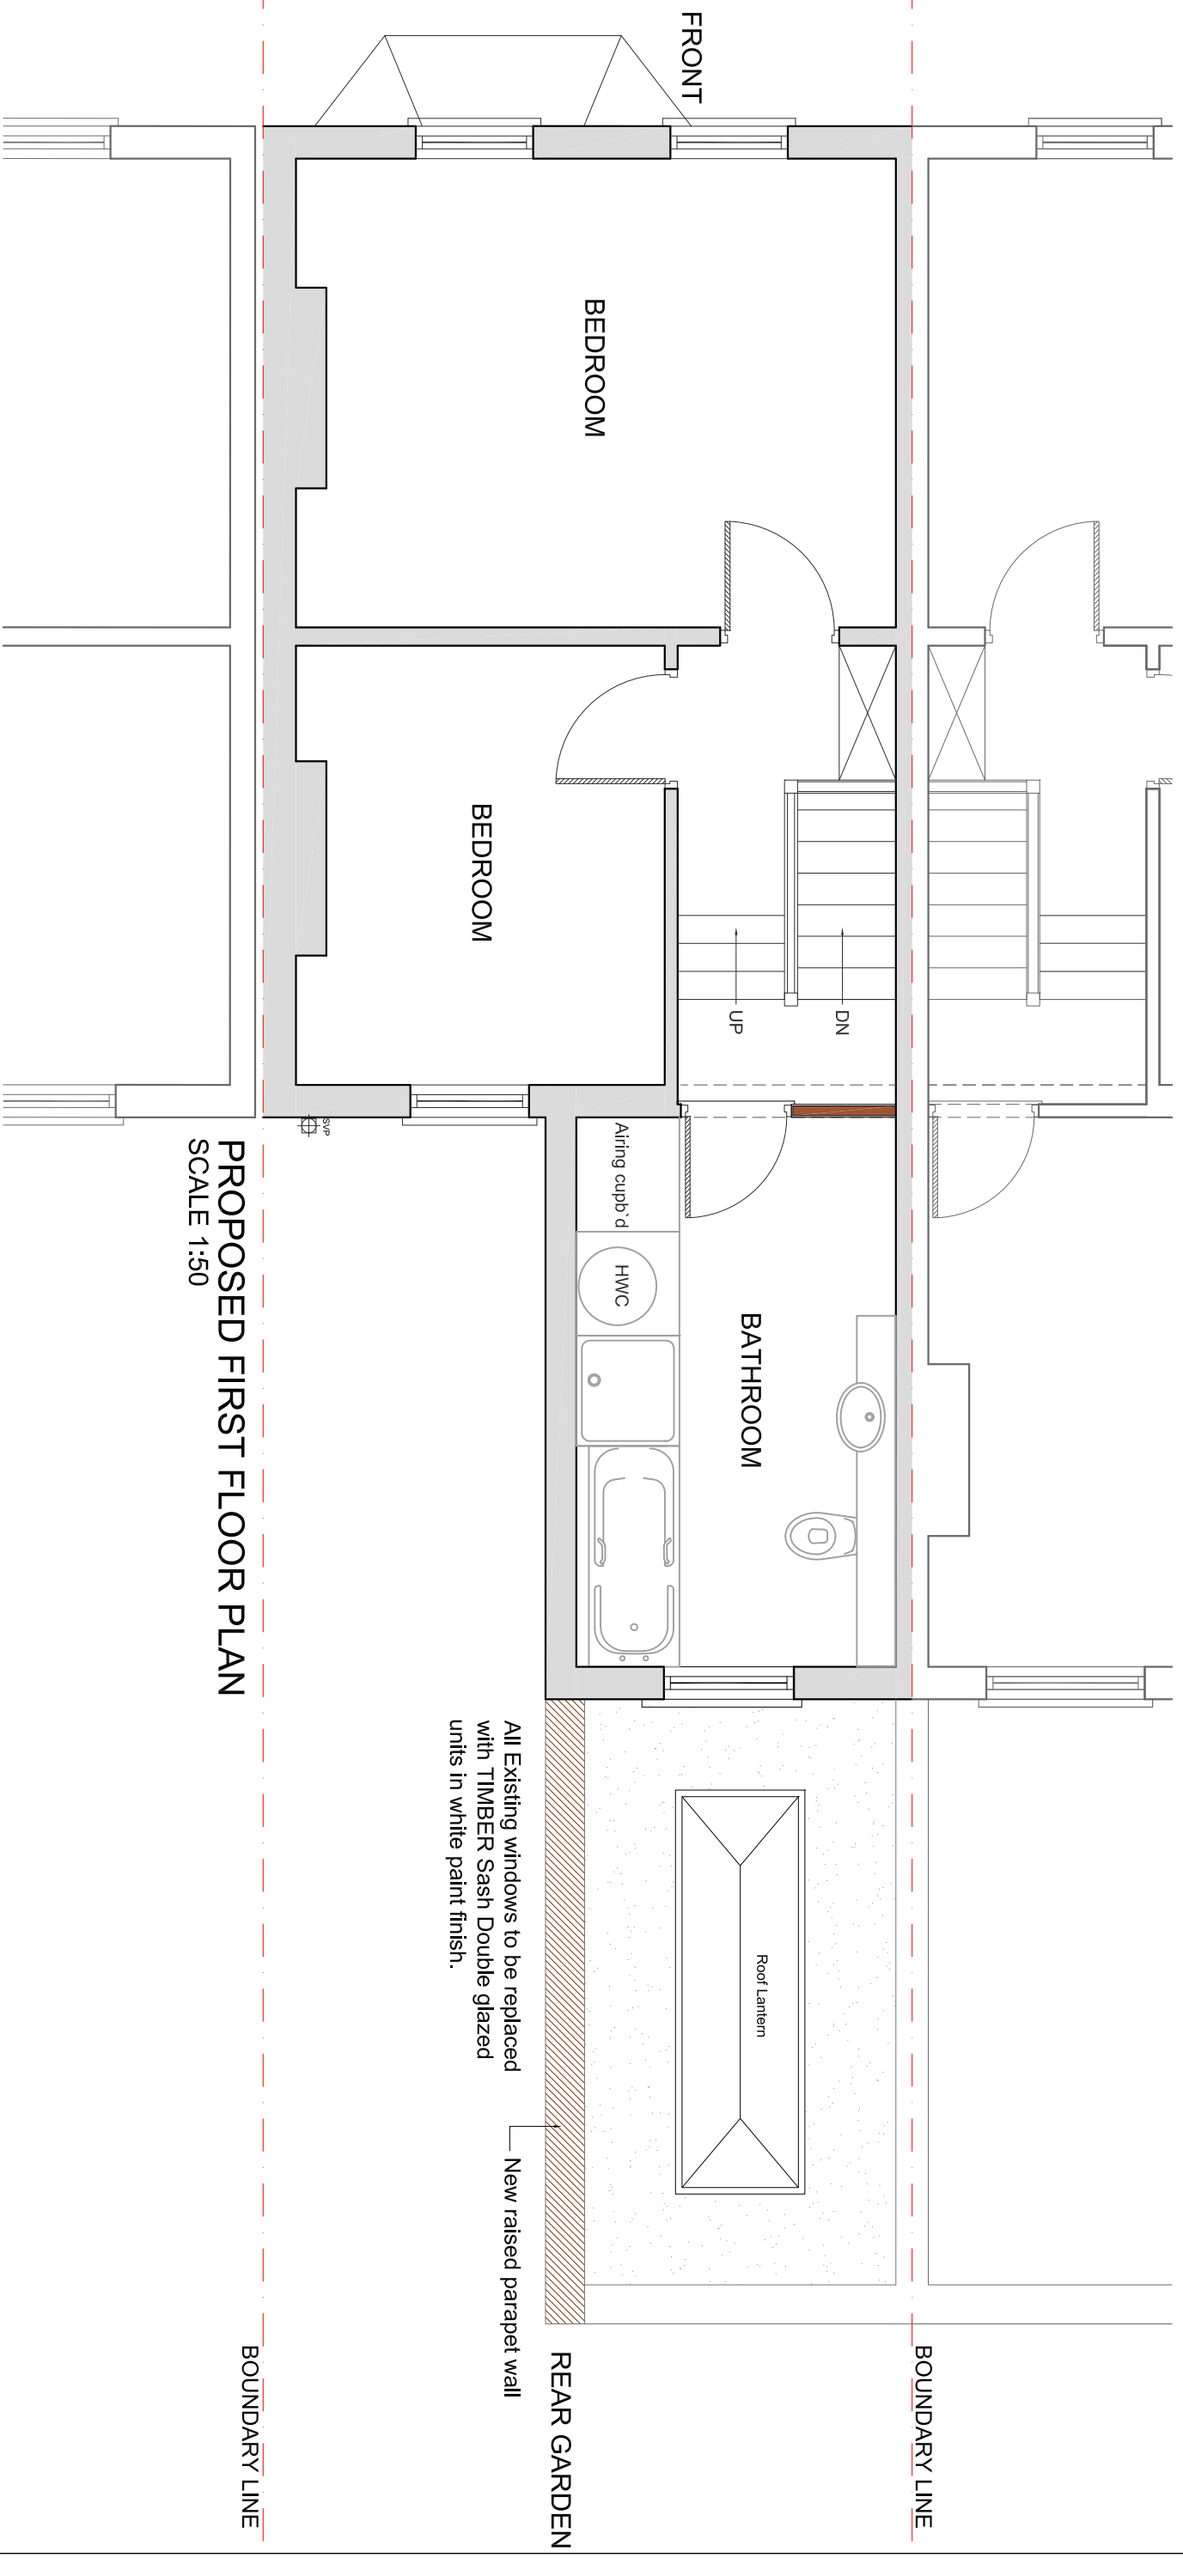 FRONT
BEDROOM
BEDROOM
DN
UP
BATHROOM
Airing cupb`d
HWC
SVP
Roof Lantern
All Existing windows to be replaced
with TIMBER Sash Double glazed
units in white paint finish.
New raised parapet wall
REAR GARDEN
BOUNDARY LINE
BOUNDARY LINE
PROPOSED FIRST FLOOR PLAN
SCALE 1:50